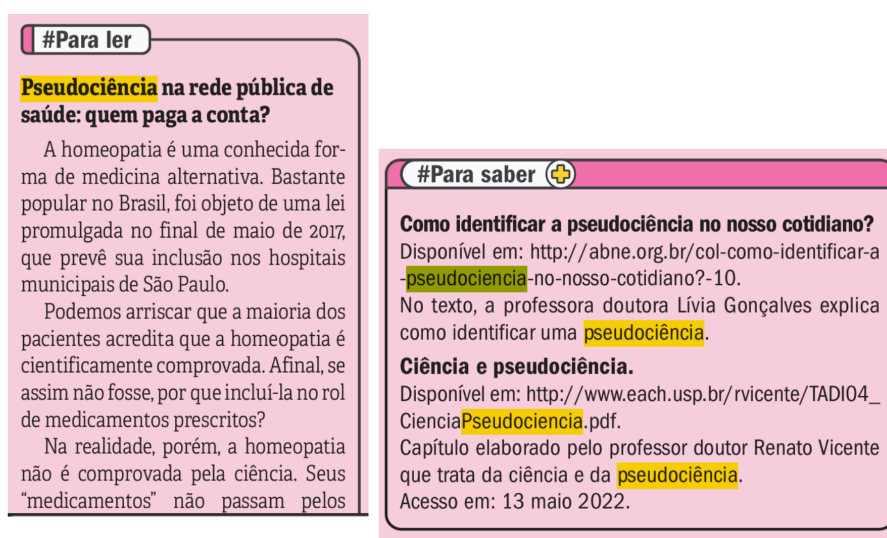 #Para ler
Pseudociência na rede pública de
saúde: quem paga a conta?
A homeopatia é uma conhecida for-
ma de medicina alternativa. Bastante
popular no Brasil, foi objeto de uma lei
promulgada no final de maio de 2017,
que prevê sua inclusão nos hospitais
municipais de São Paulo.
Podemos arriscar que a maioria dos
pacientes acredita que a homeopatia é
cientificamente comprovada. Afinal, se
assim não fosse, por que incluí-la no rol
de medicamentos prescritos?
Na realidade, porém, a homeopatia
não é comprovada pela ciência. Seus
“medicamentos” não passam pelos
#Para saber
Como identificar a pseudociência no nosso cotidiano?
Disponível em: http://abne.org.br/col-como-identificar-a
-pseudociencia-no-nosso-cotidiano?-10.
No texto, a professora doutora Lívia Gonçalves explica
como identificar uma pseudociência.
Ciência e pseudociência.
Disponível em: http://www.each.usp.br/rvicente/TADI04_
CienciaPseudociencia.pdf.
Capítulo elaborado pelo professor doutor Renato Vicente
que trata da ciência e da pseudociência.
Acesso em: 13 maio 2022.